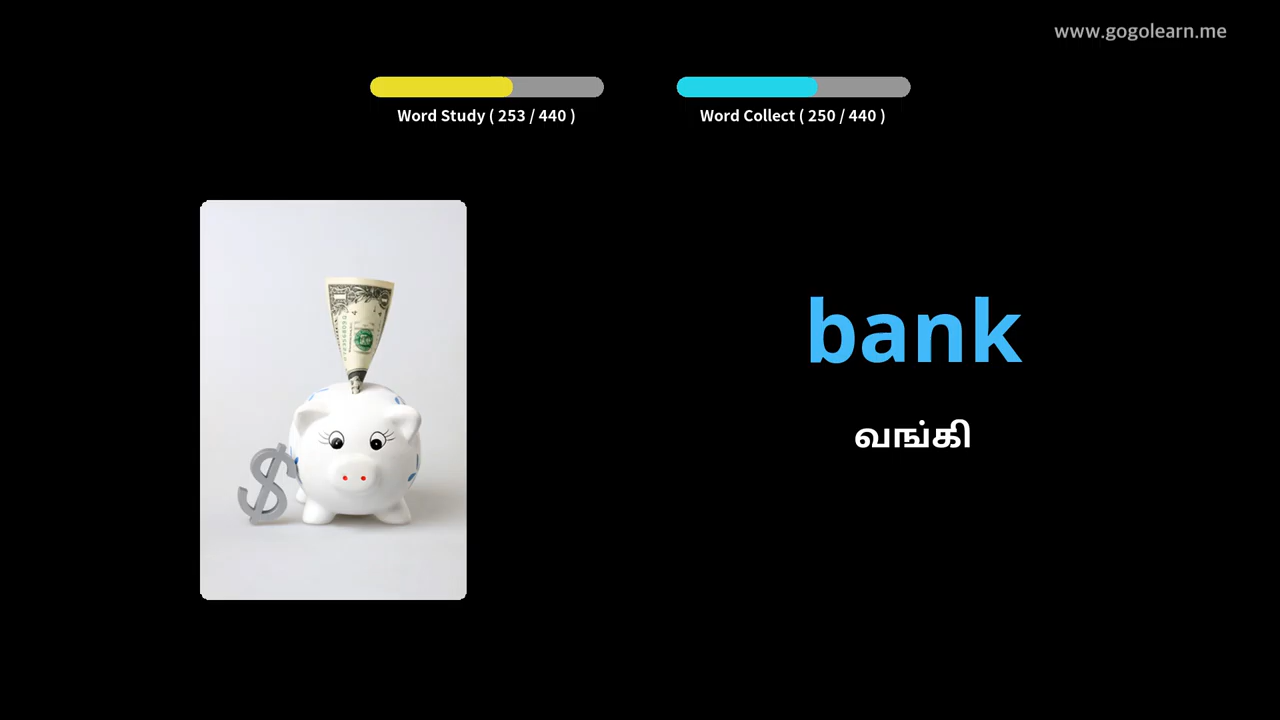 www.gogolearn.me
Word Study ( 253 / 440 )
Word Collect ( 250 / 440 )
bank
வங்கி
$